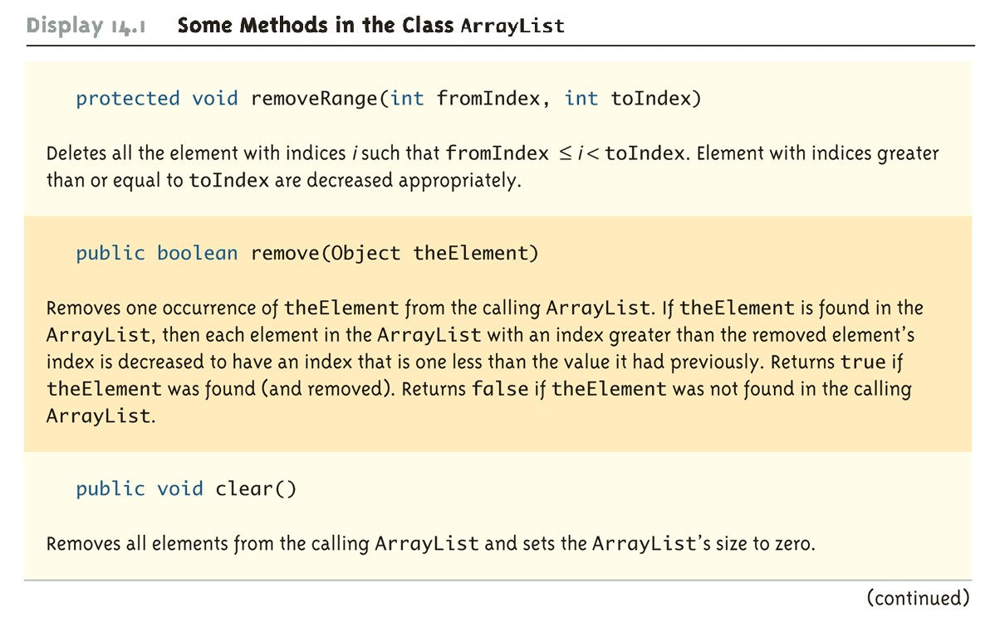 Display 14.1 Some Methods in the Class ArrayList
protected void removeRange(int fromIndex, int toIndex)
Deletes all the element with indices i such that fromIndex ≤ i < toIndex. Element with indices greater
than or equal to toIndex are decreased appropriately.
public boolean remove(Object theElement)
Removes one occurrence of theElement from the calling ArrayList. If theElement is found in the
ArrayList, then each element in the ArrayList with an index greater than the removed element’s
index is decreased to have an index that is one less than the value it had previously. Returns true if
theElement was found (and removed). Returns false if theElement was not found in the calling
ArrayList.
public void clear()
Removes all elements from the calling ArrayList and sets the ArrayList’s size to zero.
(continued)